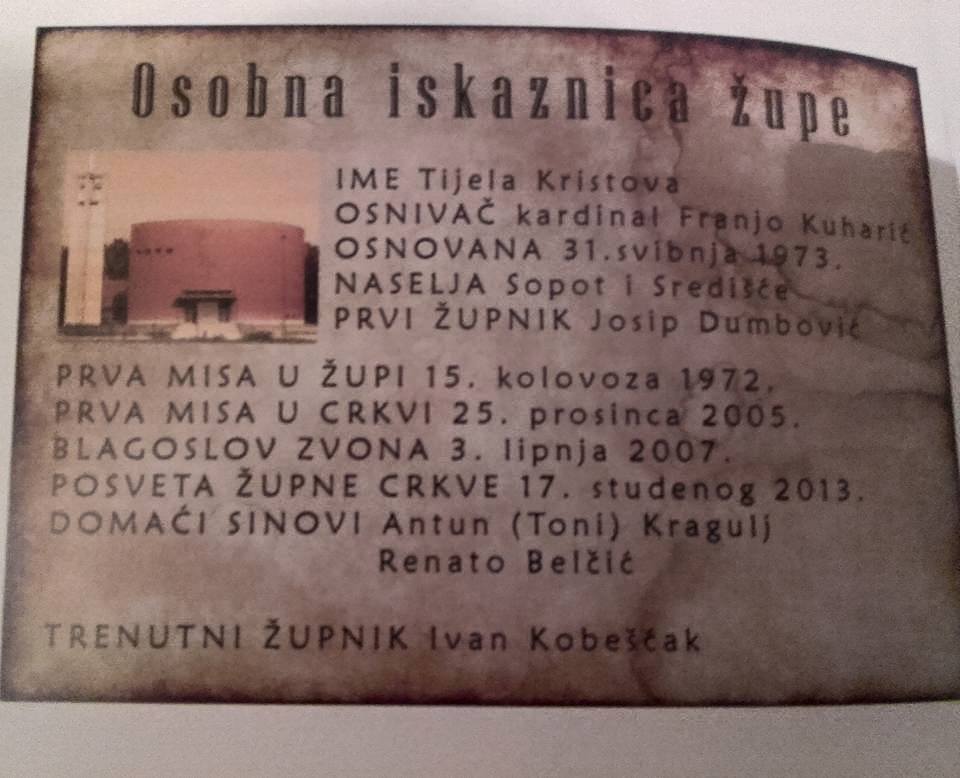 Osobna iskaznica župe
IME Tijela Kristova
OSNIVAČ kardinal Franjo Kuharić
OSNOVANA 31.svibnja 1973.
NASELJA Sopot i Središće
PRVI ŽUPNIK Josip Dumbović
PRVA MISA U ŽUPI 15. kolovoza 1972.
PRVA MISA U CRKVI 25. prosinca 2005.
BLAGOSLOV ZVONA 3. lipnja 2007.
POSVETA ŽUPNE CRKVE 17. studenog 2013.
DOMAĆI SINOVI Antun (Toni) Kragulj
Renato Belčić
TRENUTNI ŽUPNIK Ivan Kobeščak